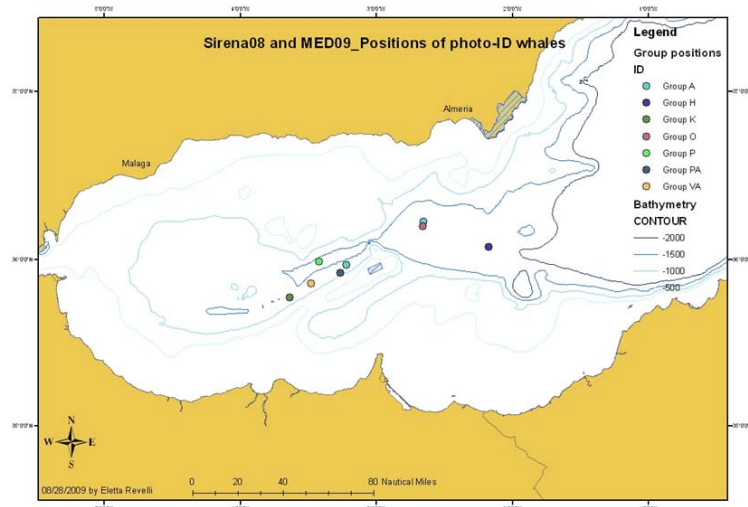 Sirena08 and MED09_Positions of photo-ID whales
Legend
Group positions
ID
Group A
Group H
Group K
Group O
Group P
Group PA
Group VA
Bathymetry
CONTOUR
-2000
-1500
-1000
-500
Almeria
Malaga
N
W E
S
0 20 40 80 Nautical Miles
08/28/2009 by Eletta Revelli